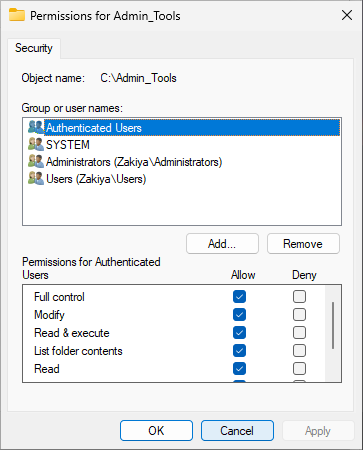 Permissions for Admin_Tools
Security
Object name: C:\Admin_Tools
Group or user names:
Authenticated Users
SYSTEM
Administrators (Zakiya\Administrators)
Users (Zakiya\Users)
Add... Remove
Permissions for Authenticated
Users Allow Deny
Full control
Modify
Read & execute
List folder contents
Read
OK Cancel Apply